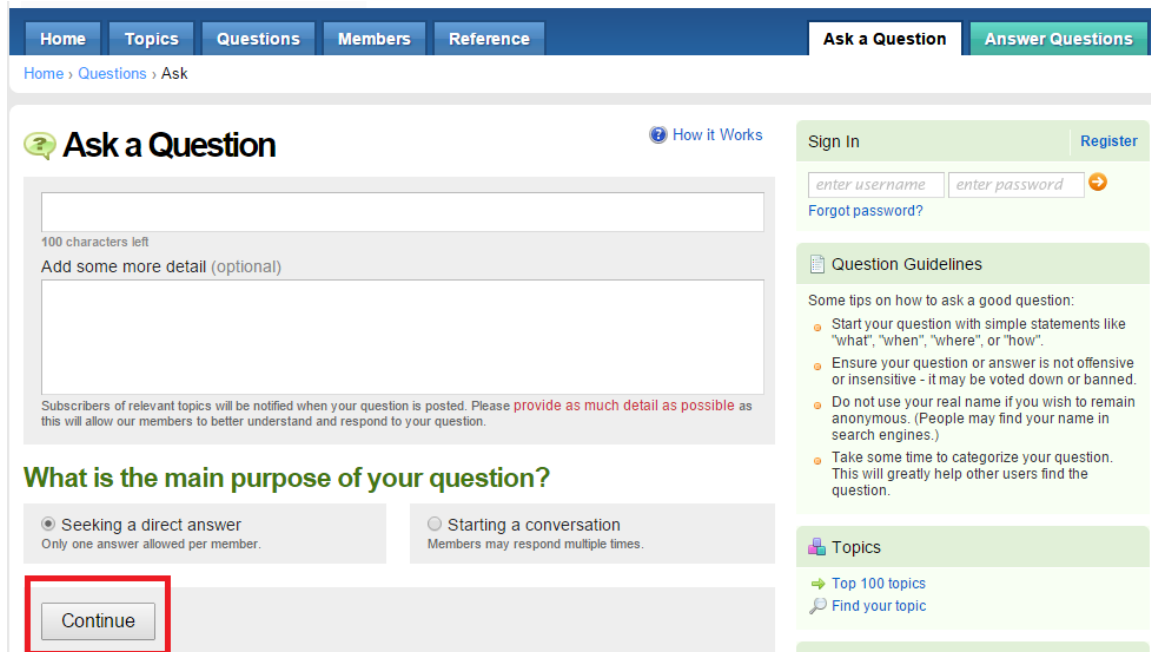 Home Topics Questions Members Reference Ask a Question Answer Questions
Home › Questions › Ask
Ask a Question
How it Works
100 characters left
Add some more detail (optional)
Subscribers of relevant topics will be notified when your question is posted. Please provide as much detail as possible as
this will allow our members to better understand and respond to your question.
What is the main purpose of your question?
Seeking a direct answer
Only one answer allowed per member.
Starting a conversation
Members may respond multiple times.
Continue
Sign In Register
enter username enter password
Forgot password?
Question Guidelines
Some tips on how to ask a good question:
Start your question with simple statements like
"what", "when", "where", or "how".
Ensure your question or answer is not offensive
or insensitive - it may be voted down or banned.
Do not use your real name if you wish to remain
anonymous. (People may find your name in
search engines.)
Take some time to categorize your question.
This will greatly help other users find the
question.
Topics
Top 100 topics
Find your topic